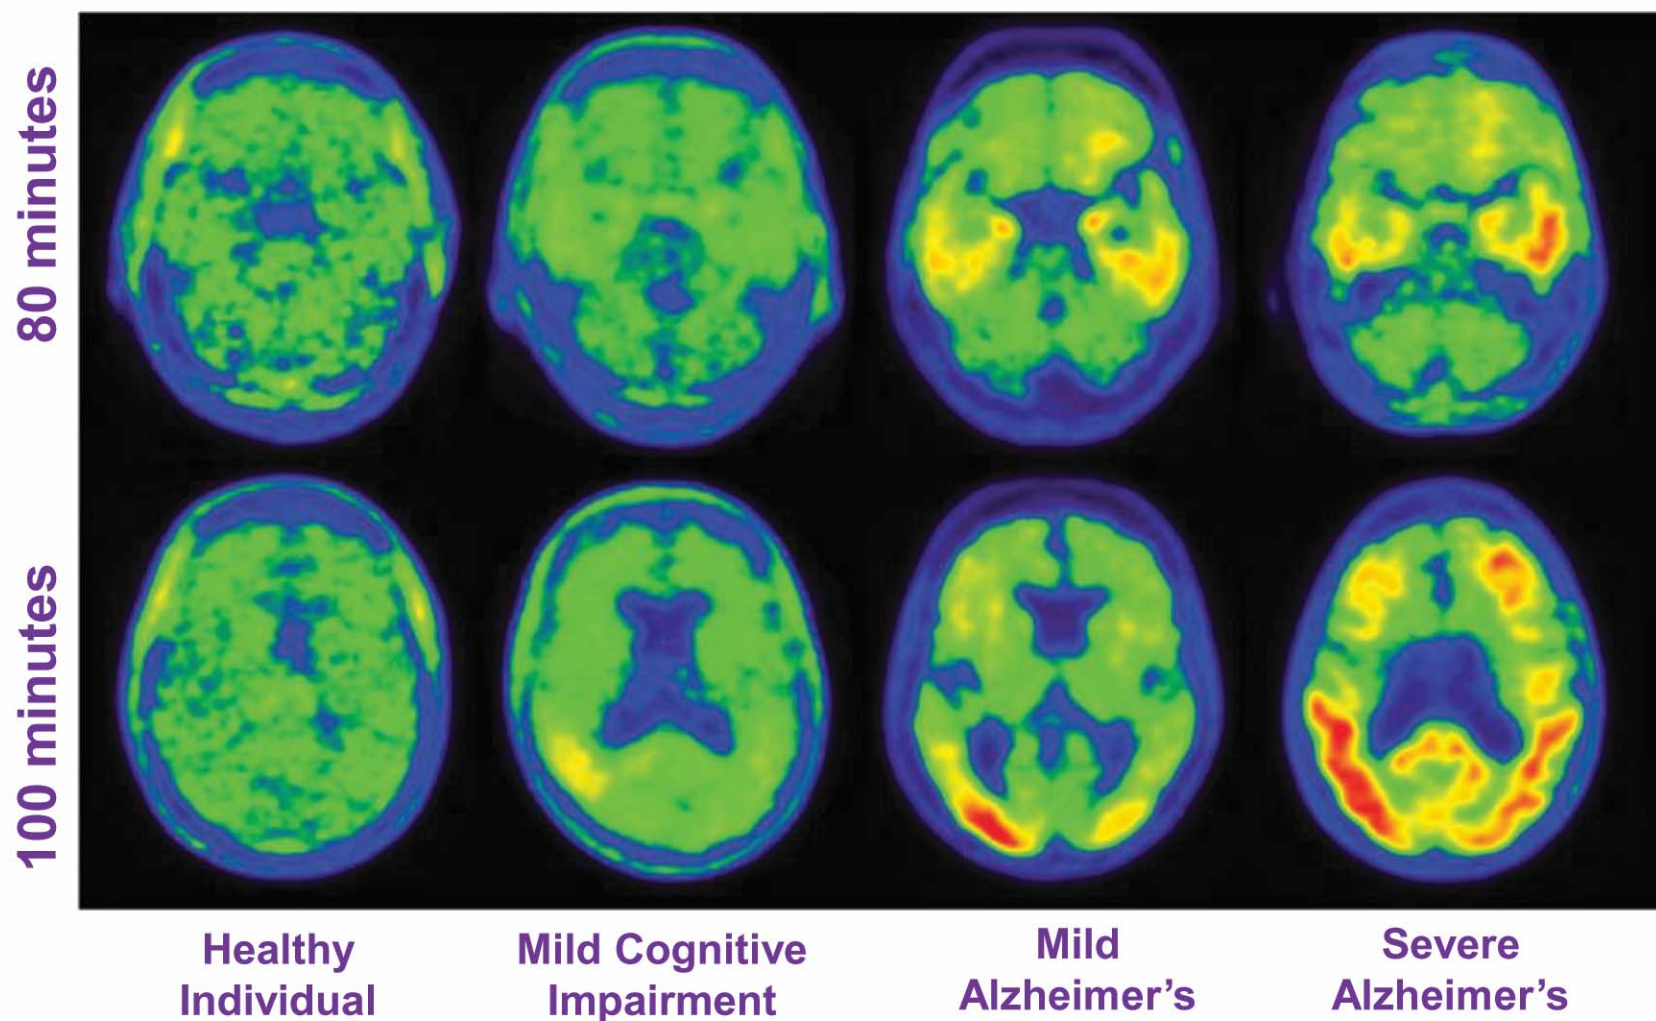 80 minutes
100 minutes
Healthy
Individual
Mild Cognitive
Impairment
Mild
Alzheimer’s
Severe
Alzheimer’s